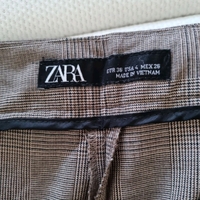 ZARA
EUR 36 USA 4 MEX 26
MADE IN VIETNAM